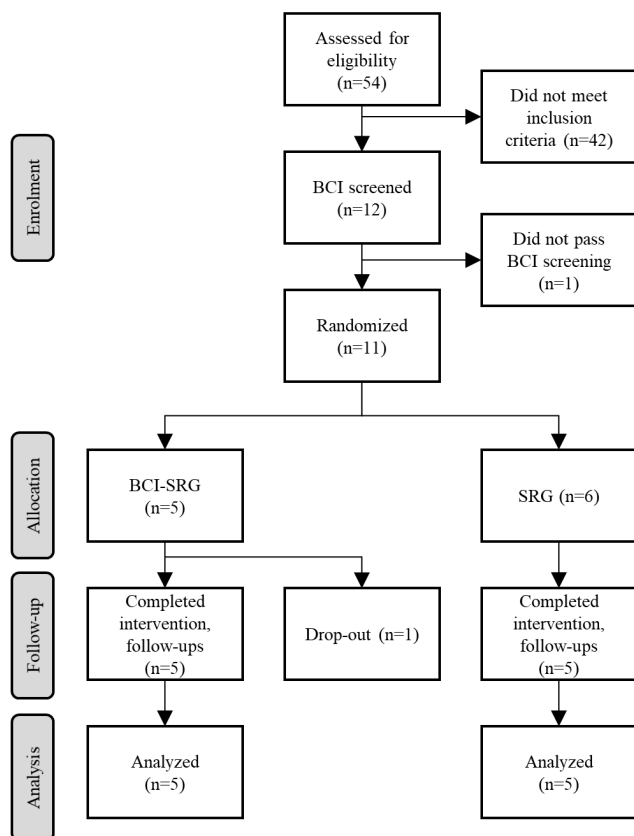 Assessed for
eligibility
(n=54)
Did not meet
inclusion
criteria (n=42)
Enrolment
BCI screened
(n=12)
Did not pass
BCI screening
(n=1)
Randomized
(n=11)
Allocation
BCI-SRG
(n=5)
SRG (n=6)
Follow-up
Completed
intervention,
follow-ups
(n=5)
Drop-out (n=1)
Completed
intervention,
follow-ups
(n=5)
Analysis
Analyzed
(n=5)
Analyzed
(n=5)